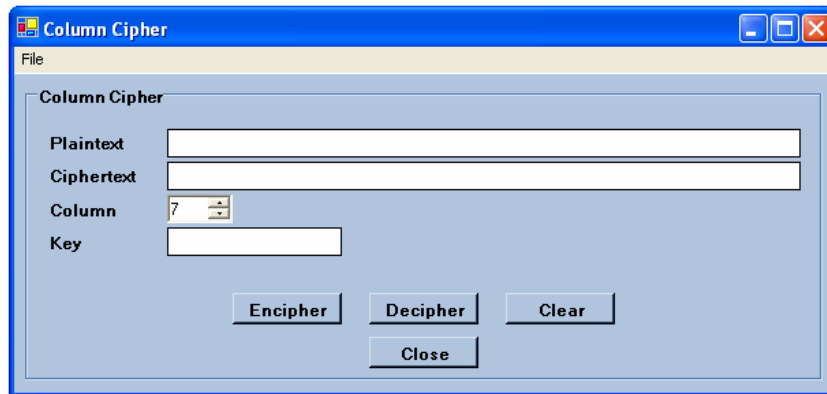 Column Cipher
File
Column Cipher
Plaintext
Ciphertext
Column 7
Key
Encipher Decipher Clear
Close